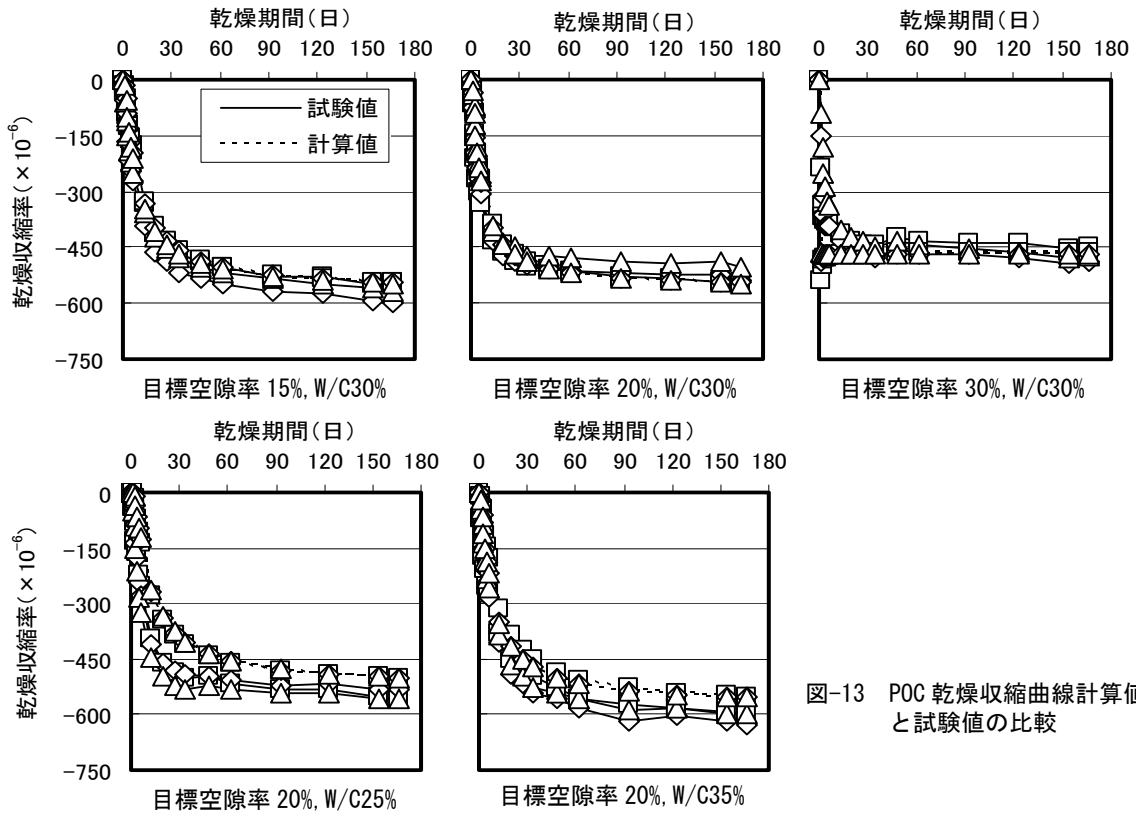 乾燥期間(日)
0 30 60 90 120 150 180
乾燥期間(日)
0 30 60 90 120 150 180
乾燥期間(日)
0 30 60 90 120 150 180
乾燥収縮率(×10⁻⁶)
0
-150
-300
-450
-600
-750
試験値
計算値
目標空隙率 15%, W/C30%
目標空隙率 20%, W/C30%
目標空隙率 30%, W/C30%
乾燥期間(日)
0 30 60 90 120 150 180
乾燥期間(日)
0 30 60 90 120 150 180
乾燥収縮率(×10⁻⁶)
0
-150
-300
-450
-600
-750
目標空隙率 20%, W/C25%
目標空隙率 20%, W/C35%
図-13 POC 乾燥収縮曲線計算値
と試験値の比較